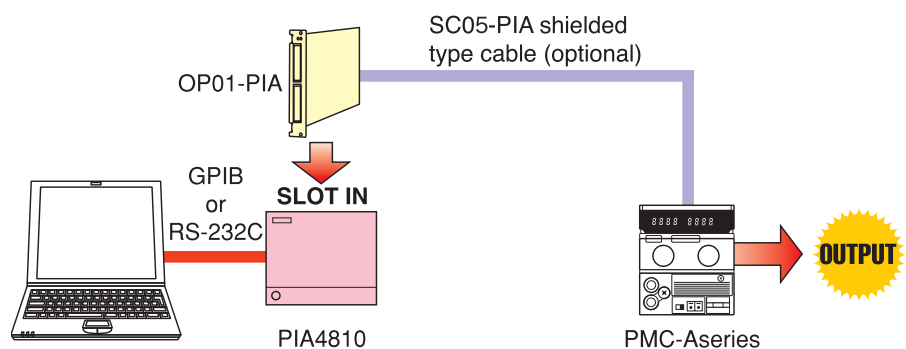 SC05-PIA shielded
type cable (optional)
OP01-PIA
GPIB
or
RS-232C
SLOT IN
8888 8888
OUTPUT
PIA4810
PMC-Aseries